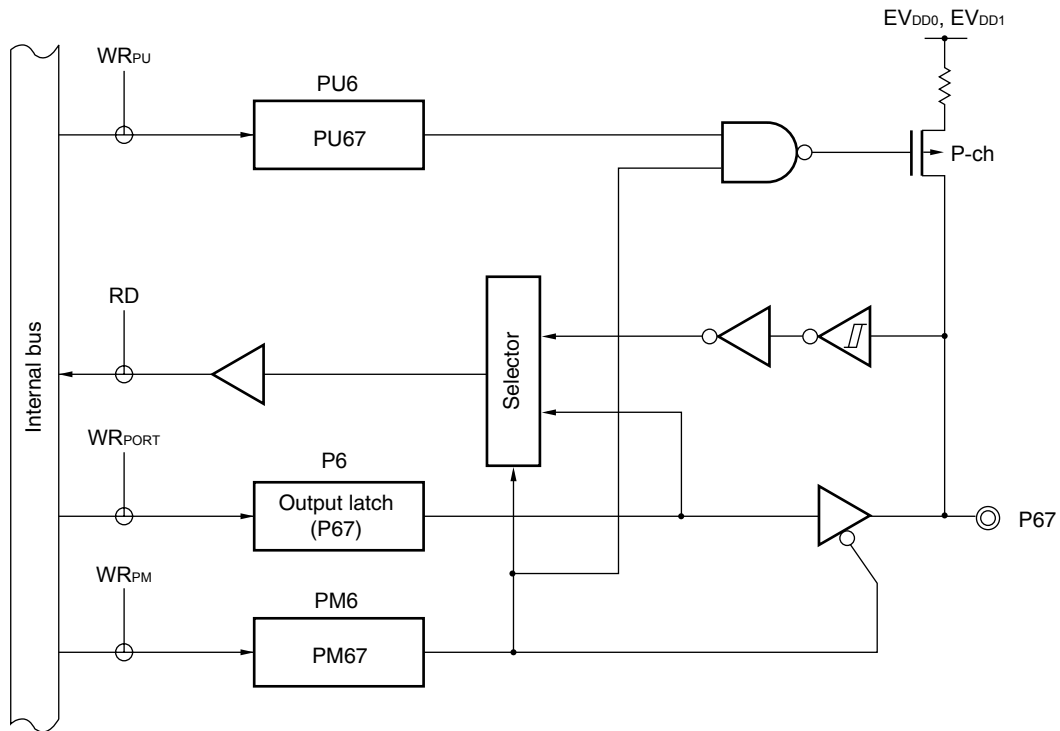 EVDD0, EVDD1
WRPU
PU6
PU67
P-ch
RD
Selector
Internal bus
WRPORT
P6
Output latch
(P67)
P67
WRPM
PM6
PM67